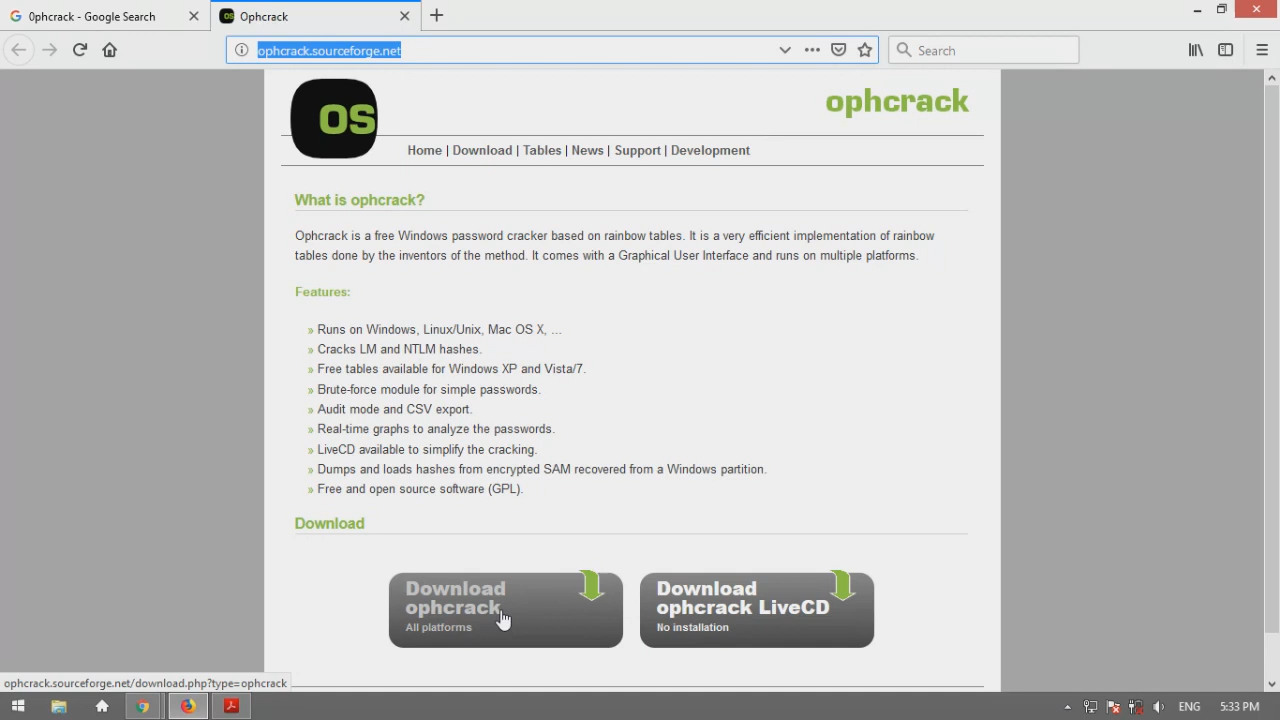 0phcrack - Google Search
Ophcrack
ophcrack.sourceforge.net
Search
OS
ophcrack
Home | Download | Tables | News | Support | Development
What is ophcrack?
Ophcrack is a free Windows password cracker based on rainbow tables. It is a very efficient implementation of rainbow
tables done by the inventors of the method. It comes with a Graphical User Interface and runs on multiple platforms.
Features:
» Runs on Windows, Linux/Unix, Mac OS X, ...
» Cracks LM and NTLM hashes.
» Free tables available for Windows XP and Vista/7.
» Brute-force module for simple passwords.
» Audit mode and CSV export.
» Real-time graphs to analyze the passwords.
» LiveCD available to simplify the cracking.
» Dumps and loads hashes from encrypted SAM recovered from a Windows partition.
» Free and open source software (GPL).
Download
Download
ophcrack
All platforms
Download
ophcrack LiveCD
No installation
ophcrack.sourceforge.net/download.php?type=ophcrack
ENG
5:33 PM